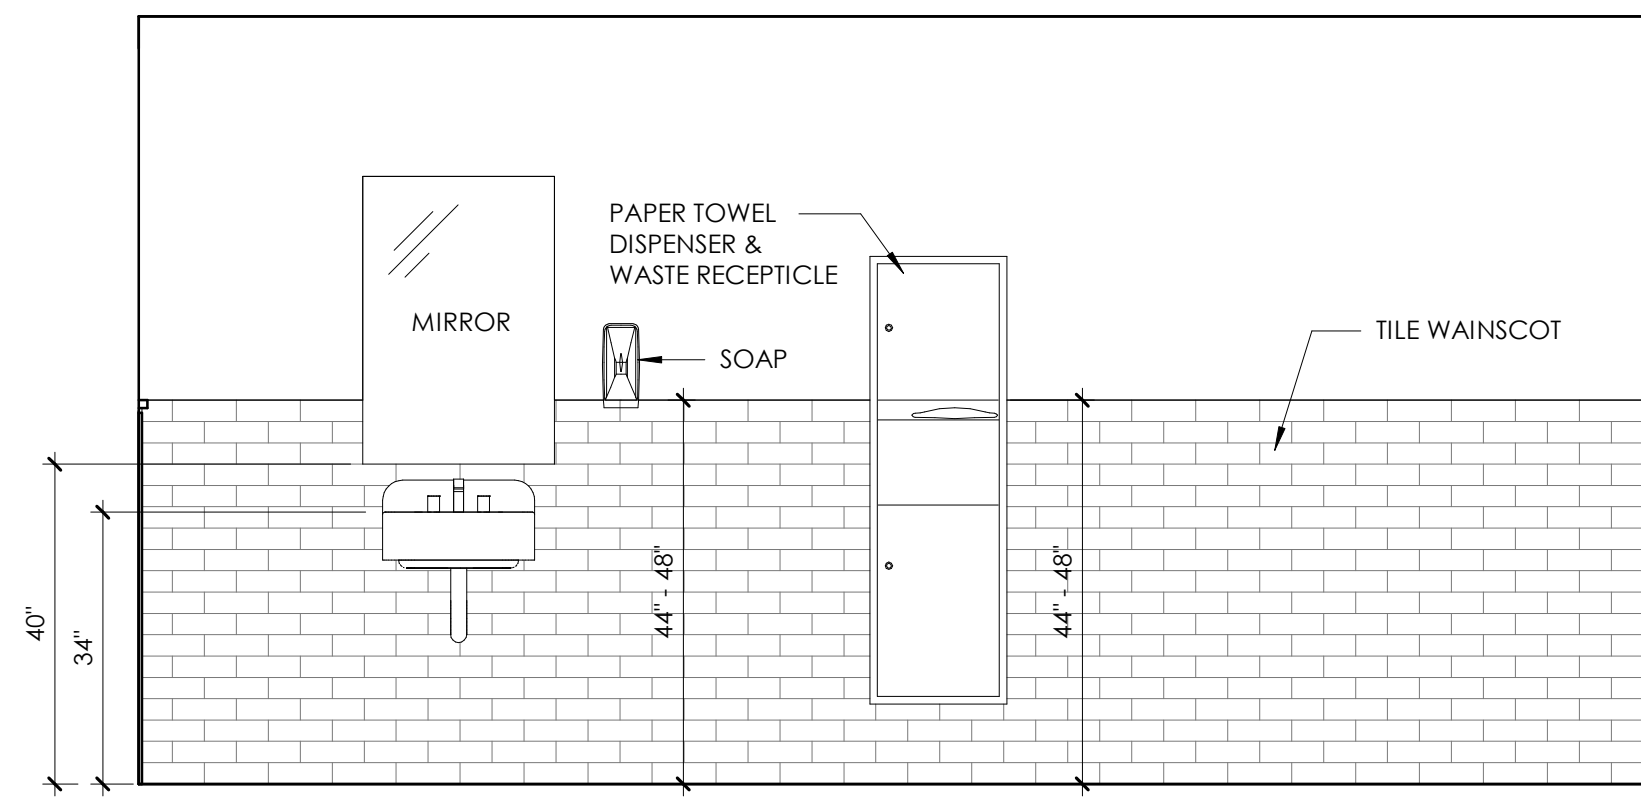 PAPER TOWEL
DISPENSER &
WASTE RECEPTICLE
MIRROR
SOAP
TILE WAINSCOT
40"
34"
44" - 48"
44" - 48"